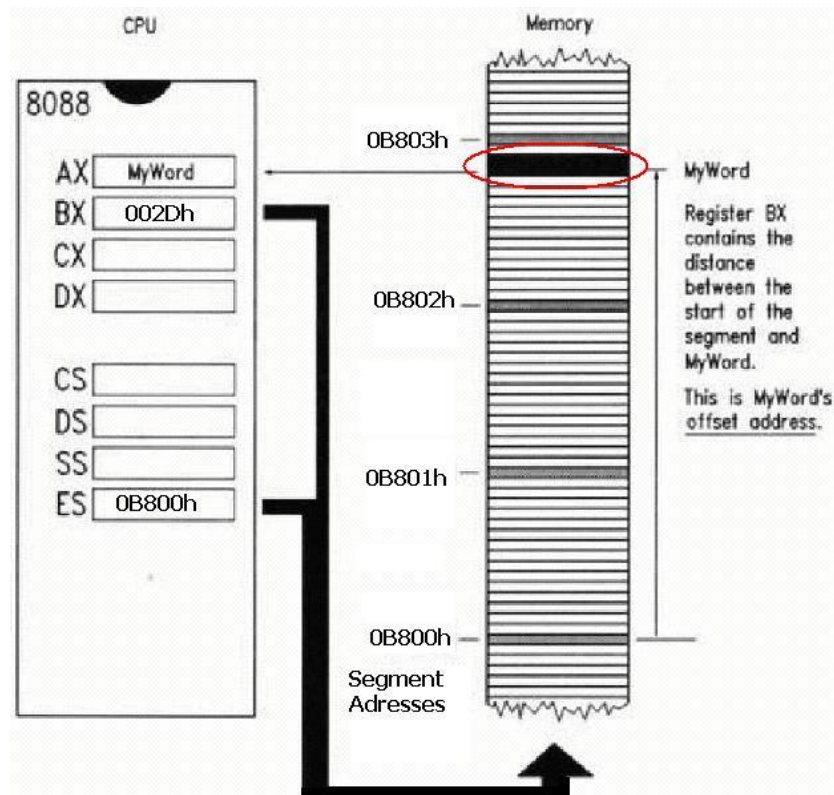 CPU
Memory
8088
AX MyWord
BX 002Dh
CX
DX
CS
DS
SS
ES 0B800h
0B803h
0B802h
0B801h
0B800h
Segment
Adresses
MyWord
Register BX
contains the
distance
between the
start of the
segment and
MyWord.
This is MyWord's
offset address.